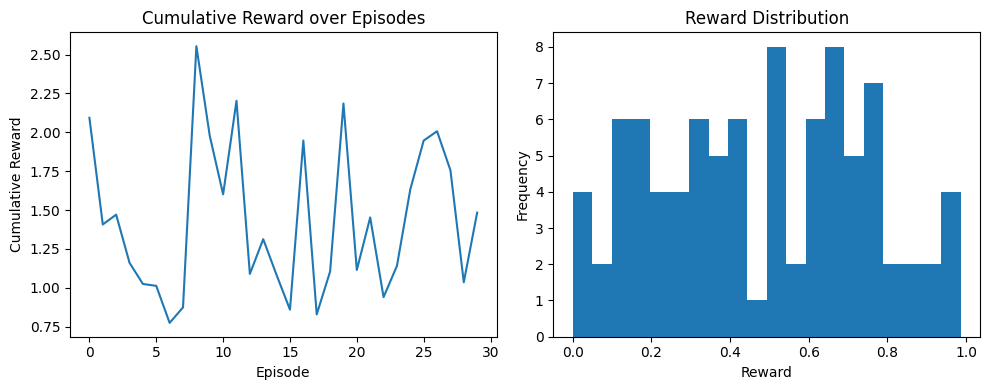 Cumulative Reward over Episodes
Cumulative Reward
2.50
2.25
2.00
1.75
1.50
1.25
1.00
0.75
0 5 10 15 20 25 30
Episode
Reward Distribution
Frequency
8
7
6
5
4
3
2
1
0
0.0 0.2 0.4 0.6 0.8 1.0
Reward